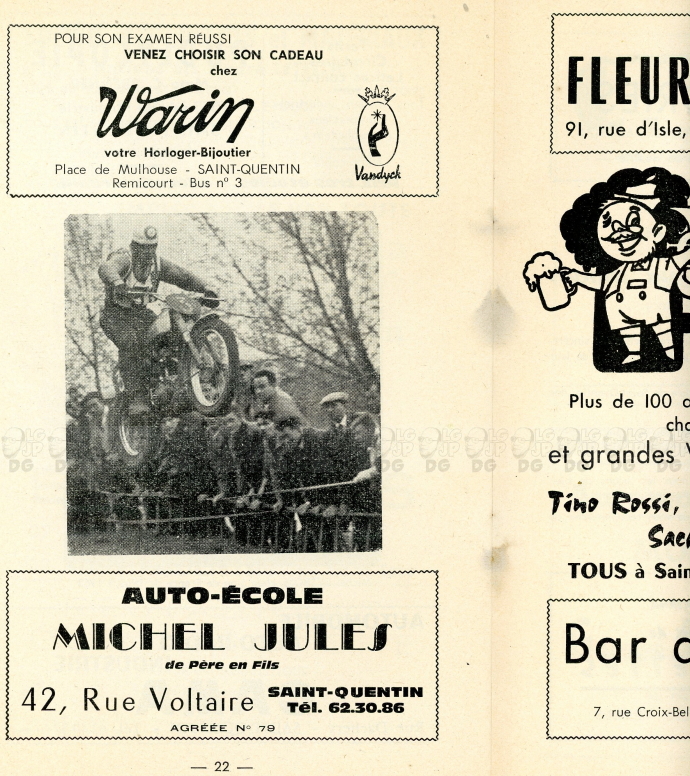 POUR SON EXAMEN RÉUSSI
VENEZ CHOISIR SON CADEAU
chez
Warin
votre Horloger-Bijoutier
Place de Mulhouse - SAINT-QUENTIN
Remicourt - Bus nº 3
Vandyck
AUTO-ÉCOLE
MICHEL JULES
de Père en Fils
42, Rue Voltaire
SAINT-QUENTIN
Tél. 62.30.86
AGRÉÉE Nº 79
— 22 —
FLEUR
91, rue d'Isle,
Plus de 100
et grandes
Tino Rossi,
TOUS à
Bar
7, rue